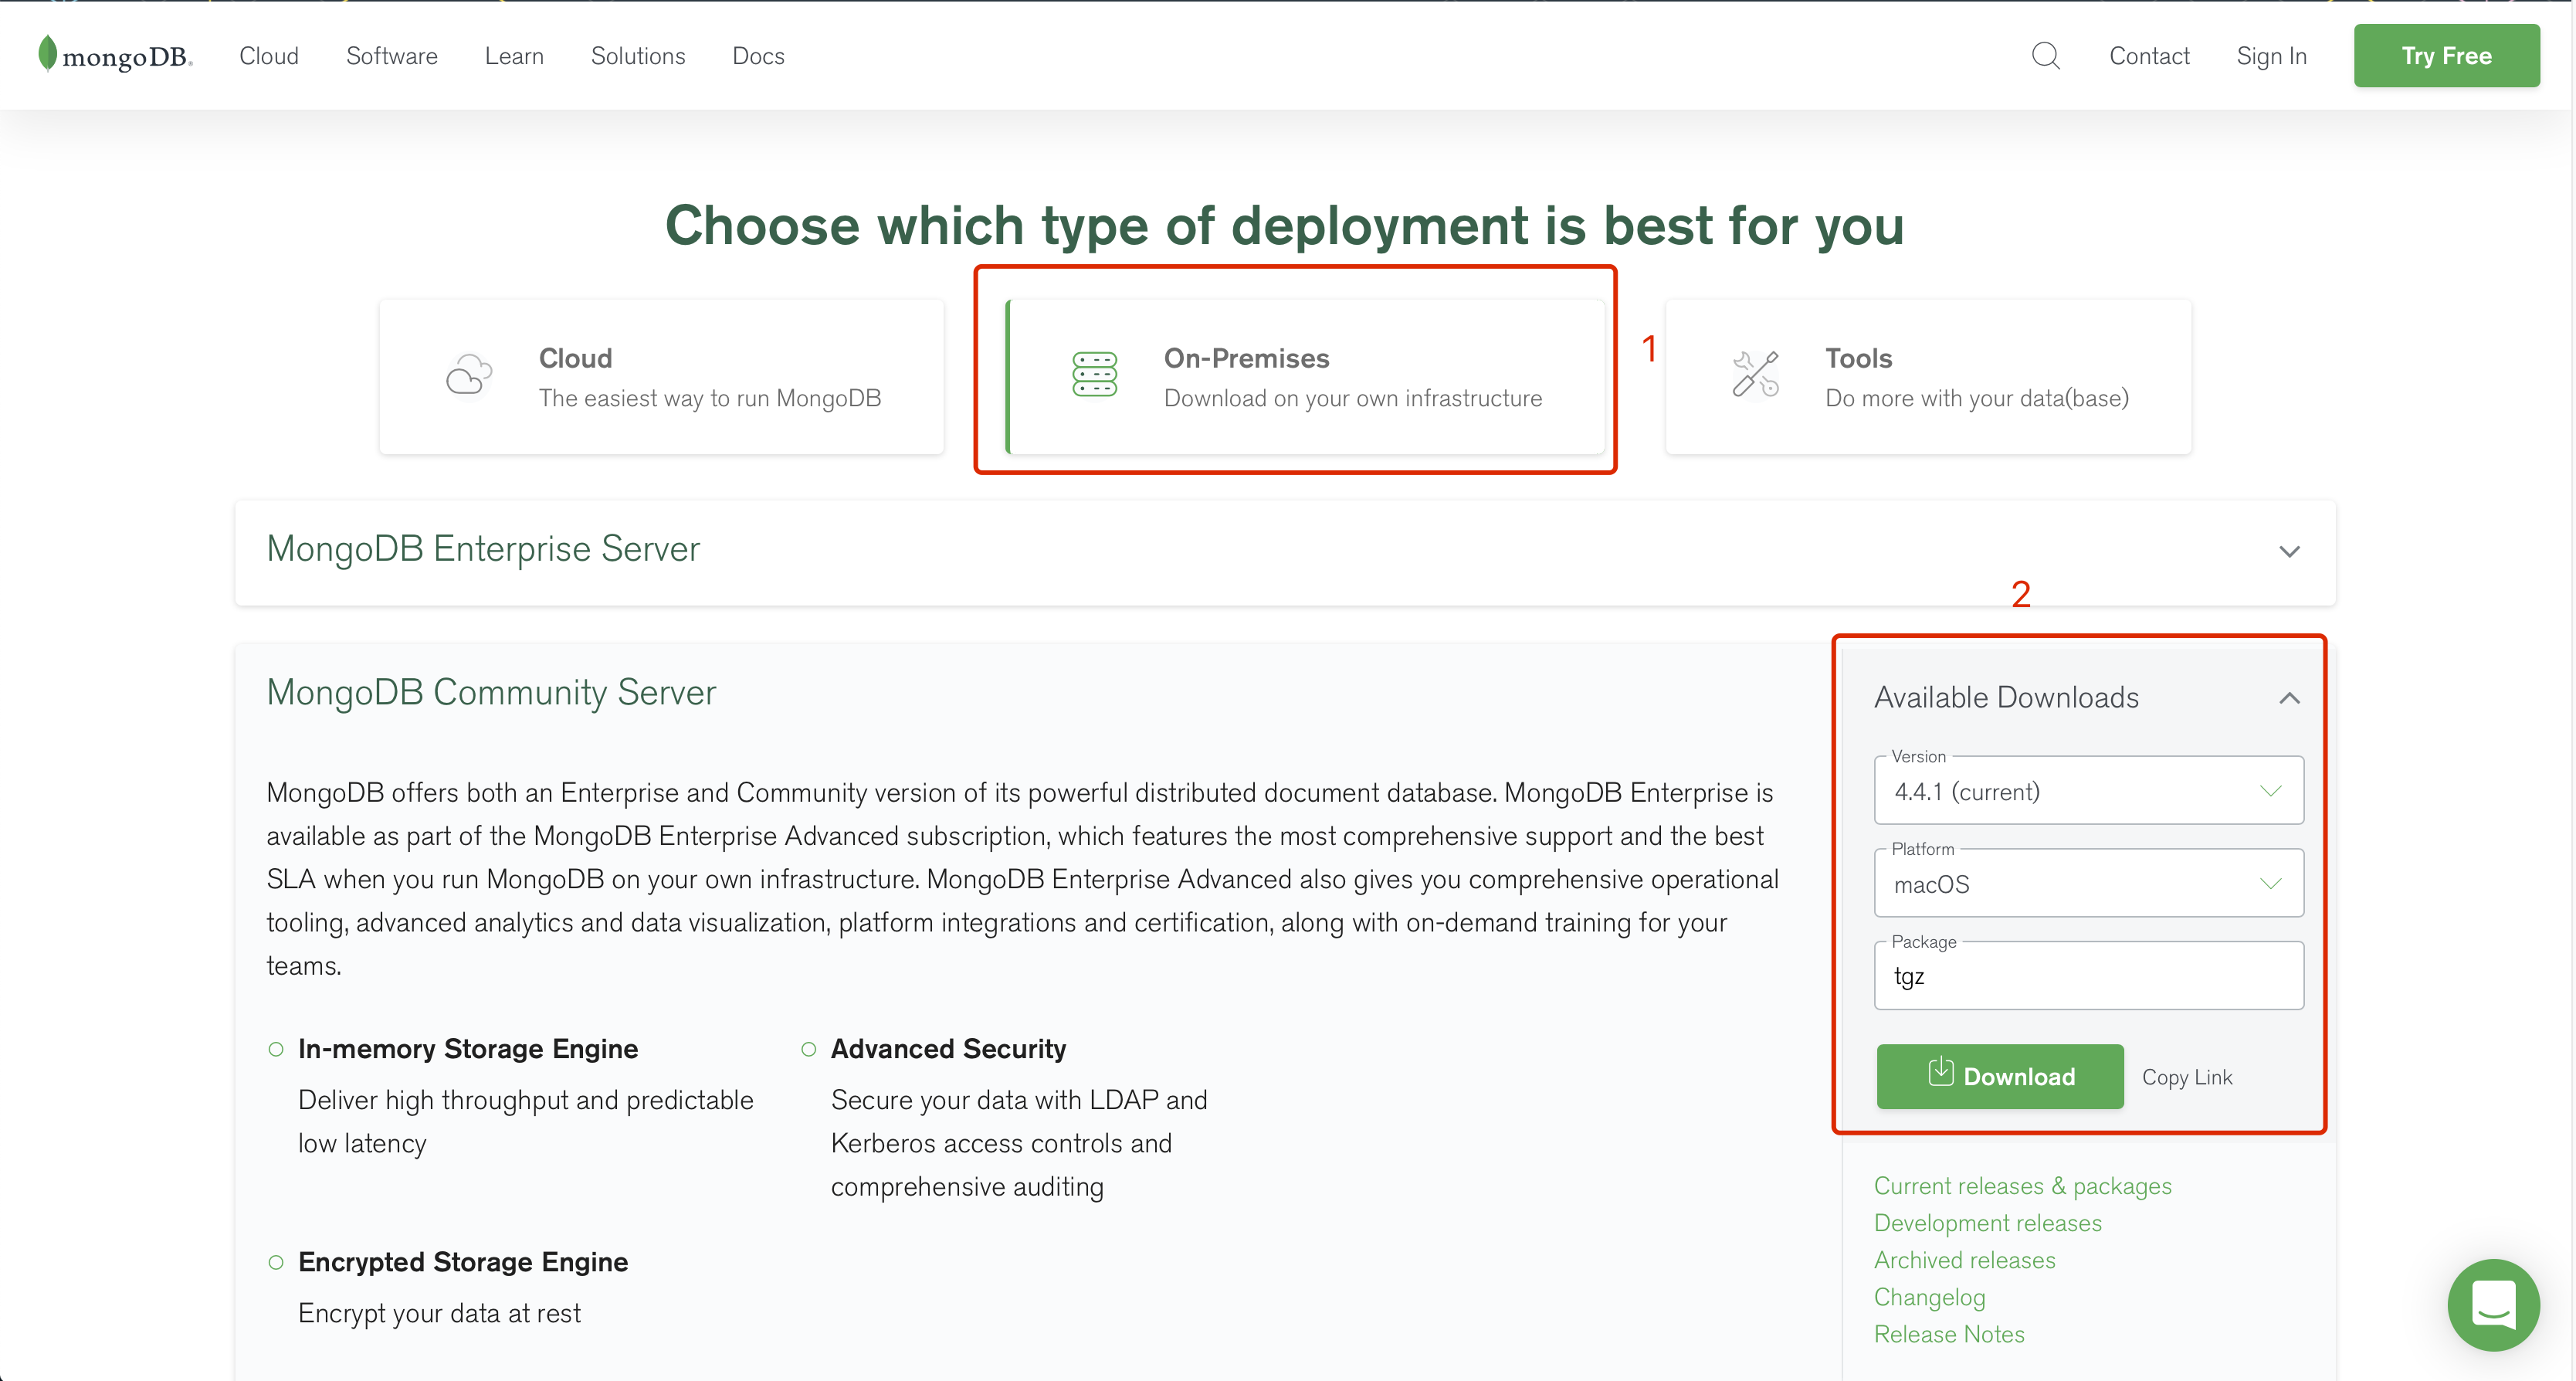 mongoDB. Cloud Software Learn Solutions Docs Contact Sign In Try Free
Choose which type of deployment is best for you
Cloud
The easiest way to run MongoDB
On-Premises
Download on your own infrastructure
1
Tools
Do more with your data(base)
MongoDB Enterprise Server
2
MongoDB Community Server
MongoDB offers both an Enterprise and Community version of its powerful distributed document database. MongoDB Enterprise is
available as part of the MongoDB Enterprise Advanced subscription, which features the most comprehensive support and the best
SLA when you run MongoDB on your own infrastructure. MongoDB Enterprise Advanced also gives you comprehensive operational
tooling, advanced analytics and data visualization, platform integrations and certification, along with on-demand training for your
teams.
In-memory Storage Engine
Deliver high throughput and predictable
low latency
Advanced Security
Secure your data with LDAP and
Kerberos access controls and
comprehensive auditing
Encrypted Storage Engine
Encrypt your data at rest
Available Downloads
Version
4.4.1 (current)
Platform
macOS
Package
tgz
Download Copy Link
Current releases & packages
Development releases
Archived releases
Changelog
Release Notes